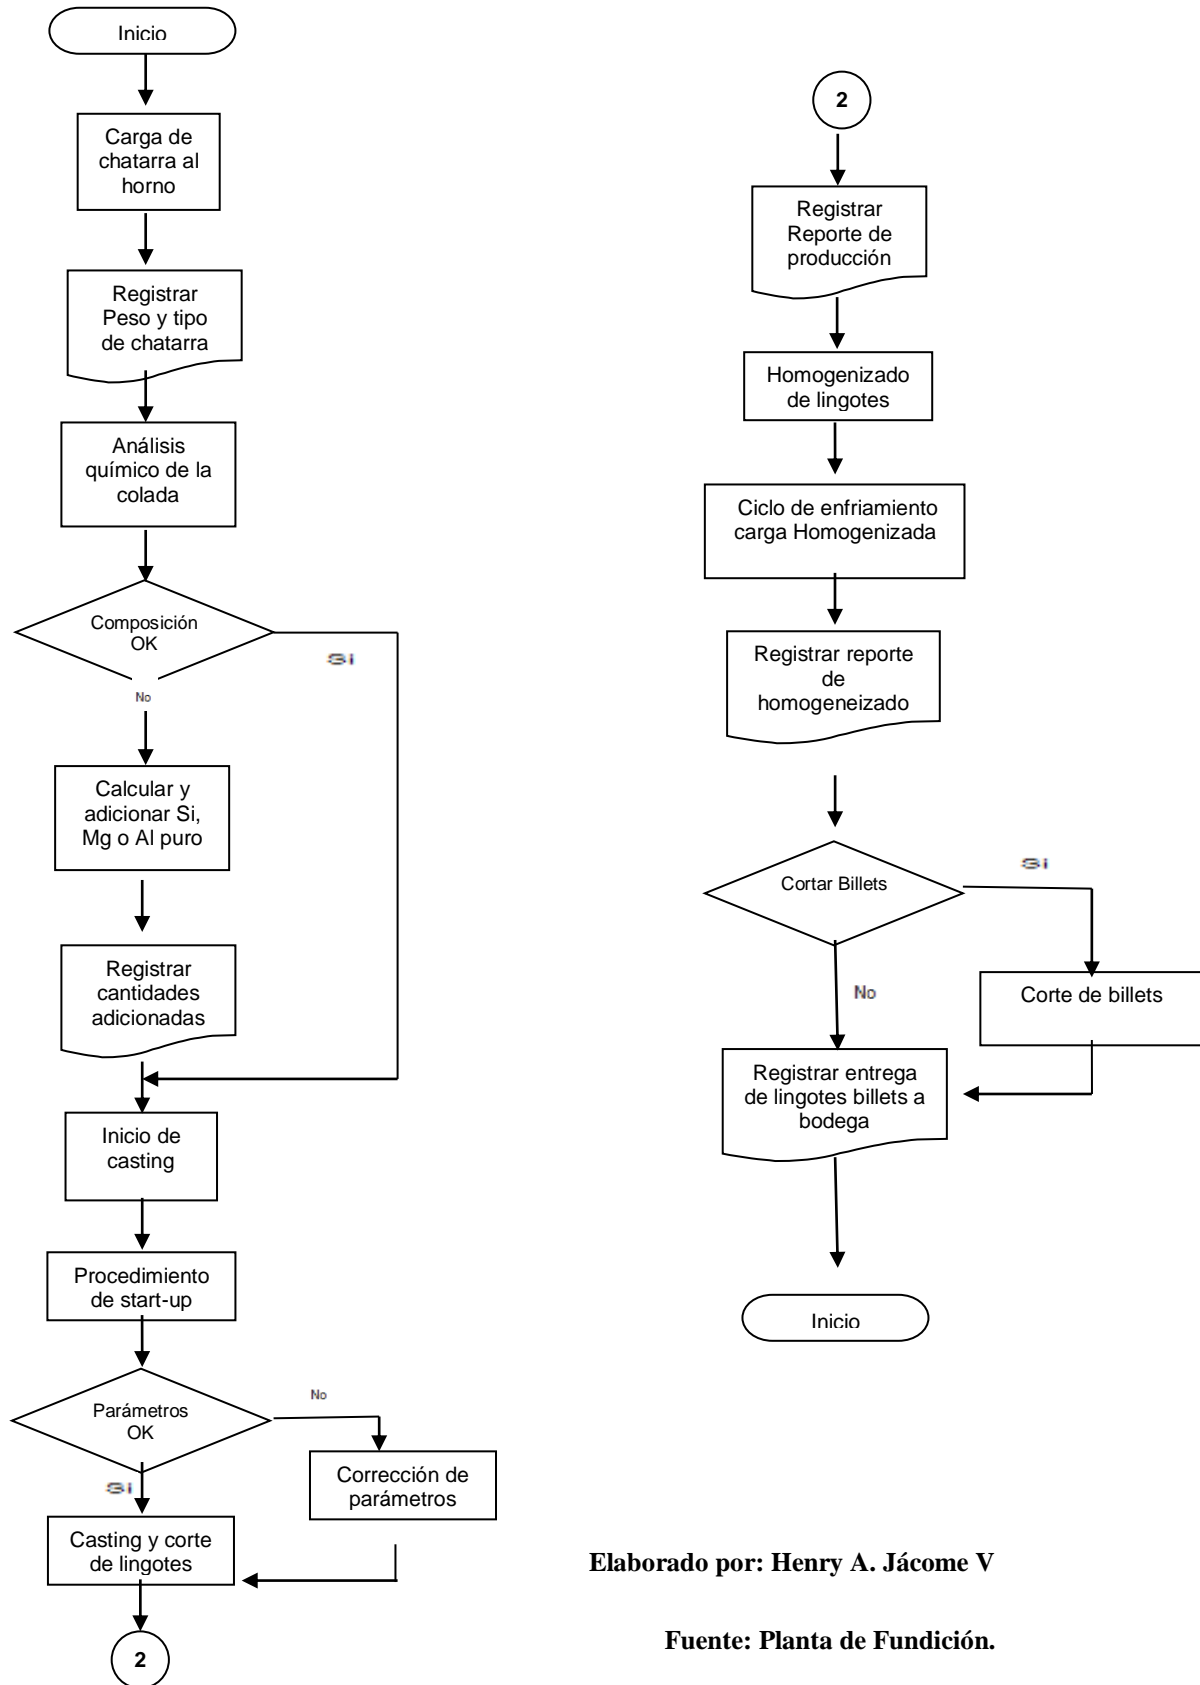 Inicio
Carga de
chatarra al
horno
Registrar
Peso y tipo
de chatarra
Análisis
químico de la
colada
Composición
OK
Si
No
Calcular y
adicionar Si,
Mg o Al puro
Registrar
cantidades
adicionadas
Inicio de
casting
Procedimiento
de start-up
Parámetros
OK
No
Corrección de
parámetros
Si
Casting y corte
de lingotes
2
2
Registrar
Reporte de
producción
Homogenizado
de lingotes
Ciclo de enfriamiento
carga Homogenizada
Registrar reporte
de
homogeneizado
Cortar Billets
Si
Corte de billets
No
Registrar entrega
de lingotes billets a
bodega
Inicio
Elaborado por: Henry A. Jácome V
Fuente: Planta de Fundición.